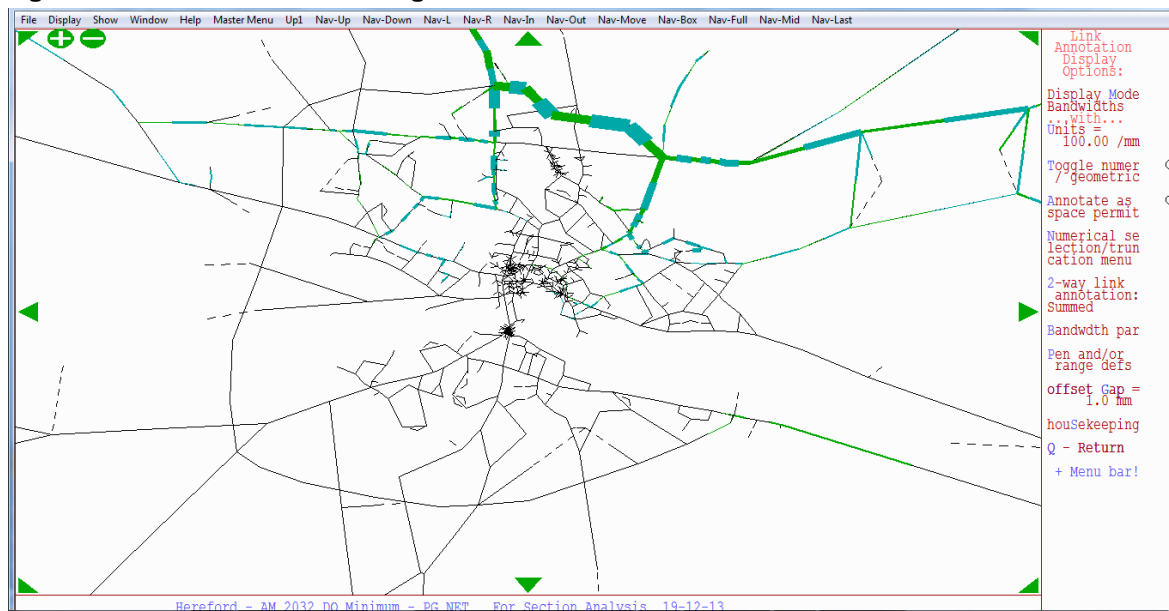 File Display Show Window Help Master Menu Up1 Nav-Up Nav-Down Nav-L Nav-R Nav-In Nav-Out Nav-Move Nav-Box Nav-Full Nav-Mid Nav-Last
Link
Annotation
Display
Options:
Display Mode
Bandwidths
...with...
Units =
100.00 /mm
Toggle numer
/ geometric
Annotate as
space permit
Numerical se
lection/trun
cation menu
2-way link
annotation:
Summed
Bandwdth par
Pen and/or
range defs
offset Gap =
1.0 mm
houSekeeping
Q - Return
+ Menu bar!
Hereford - AM 2032 DO Minimum - PG.NET For Section Analysis 19-12-13